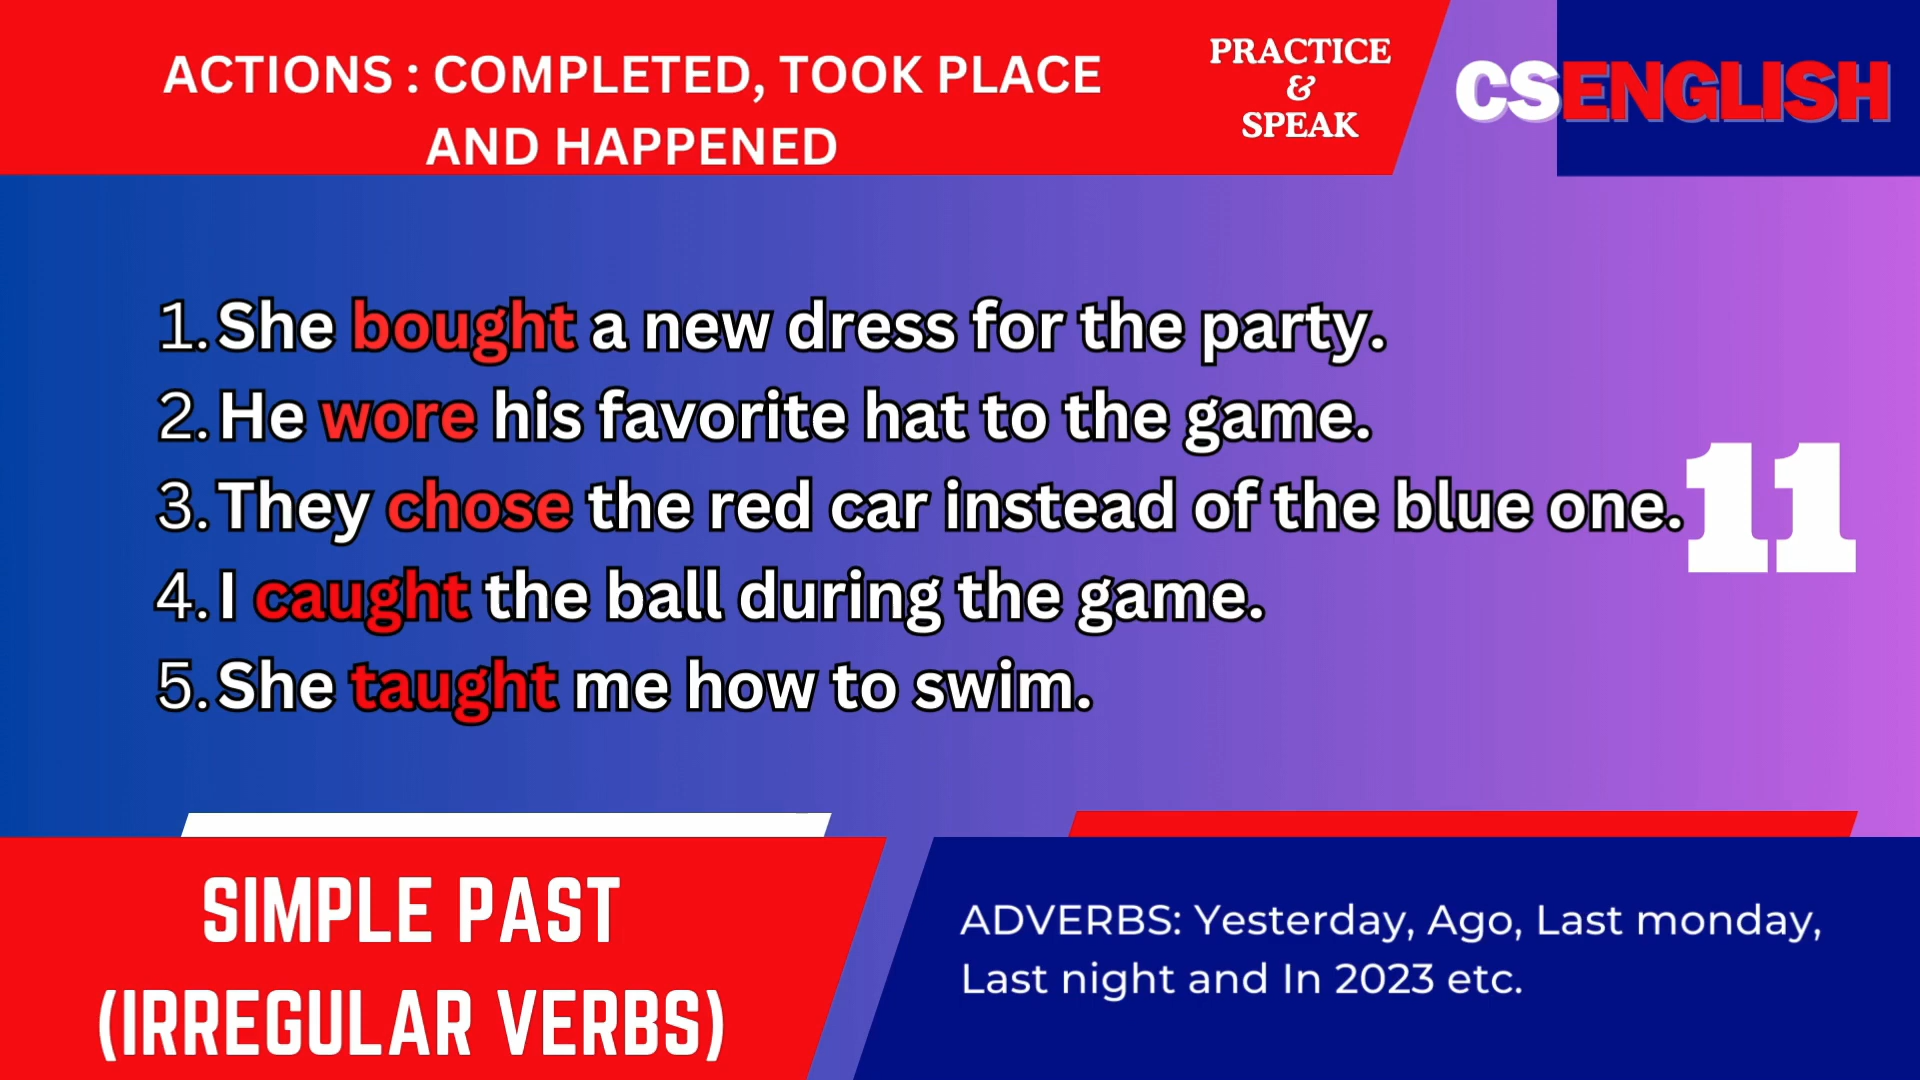 ACTIONS : COMPLETED, TOOK PLACE
AND HAPPENED
PRACTICE
&
SPEAK
CSENGLISH
1. She bought a new dress for the party.
2. He wore his favorite hat to the game.
3. They chose the red car instead of the blue one.
4. I caught the ball during the game.
5. She taught me how to swim.
11
SIMPLE PAST
(IRREGULAR VERBS)
ADVERBS: Yesterday, Ago, Last monday,
Last night and In 2023 etc.